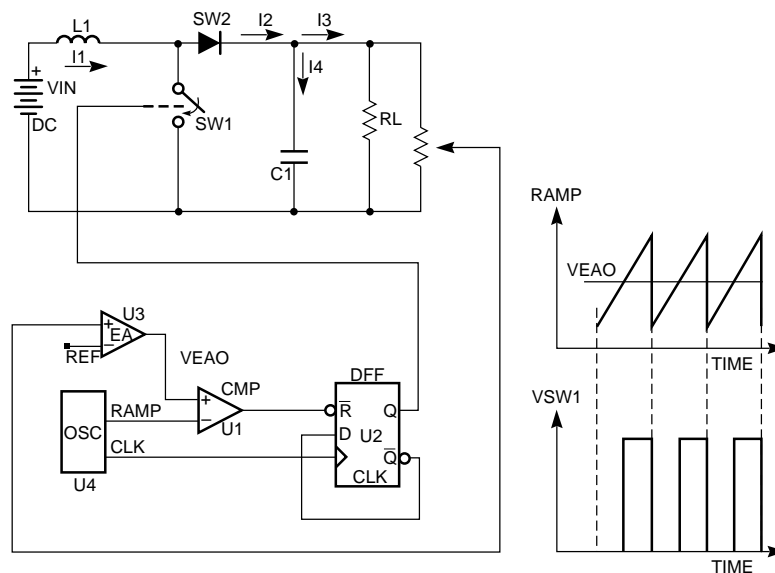 L1
SW2
I2
I3
I1
I4
+
VIN
DC
SW1
RL
C1
RAMP
VEAO
TIME
U3
+
EA
−
REF
VEAO
CMP
+
−
U1
OSC
RAMP
CLK
U4
DFF
R̅
Q
D
U2
Q̅
CLK
VSW1
TIME